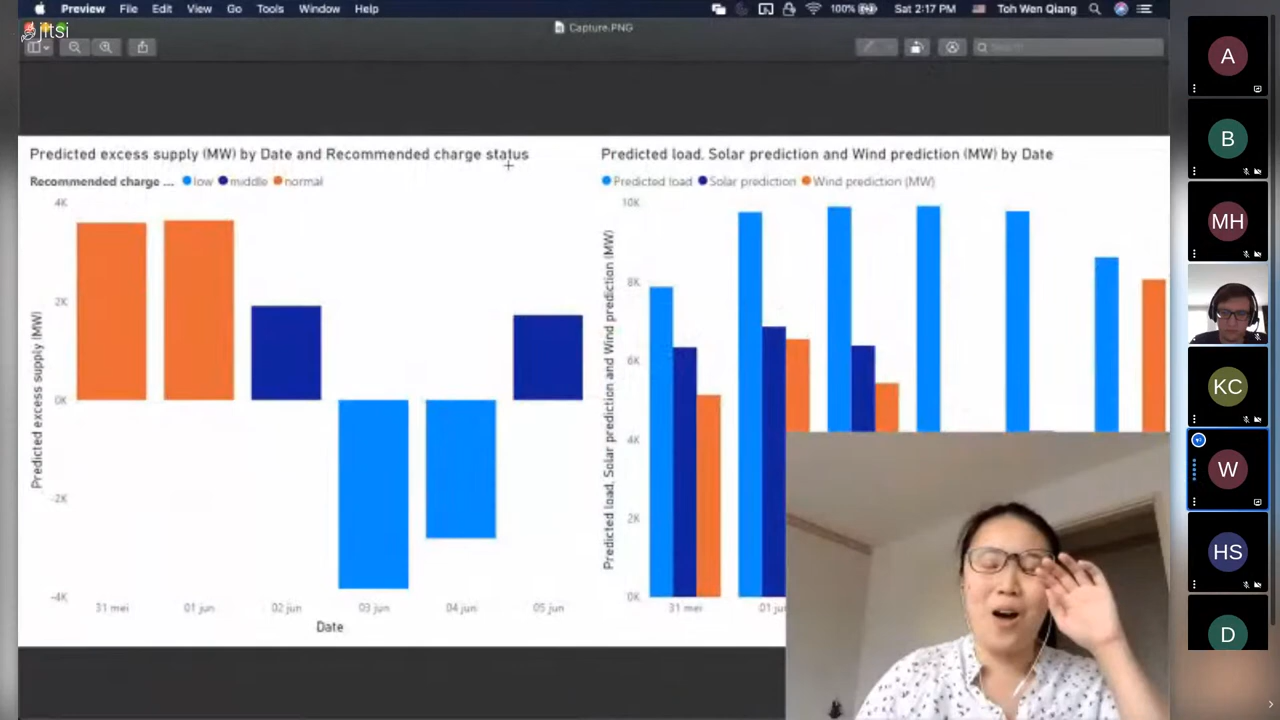 Preview File Edit View Go Tools Window Help 100% Sat 2:17 PM Toh Wen Qiang
jitsi
Capture.PNG
Search
Predicted excess supply (MW) by Date and Recommended charge status
Recommended charge ... low middle normal
4K
2K
0K
-2K
-4K
Predicted excess supply (MW)
31 mei 01 jun 02 jun 03 jun 04 jun 05 jun
Date
Predicted load, Solar prediction and Wind prediction (MW) by Date
Predicted load Solar prediction Wind prediction (MW)
10K
8K
6K
4K
2K
0K
Predicted load, Solar prediction and Wind prediction (MW)
31 mei 01 jun
A
B
MH
KC
W
HS
D